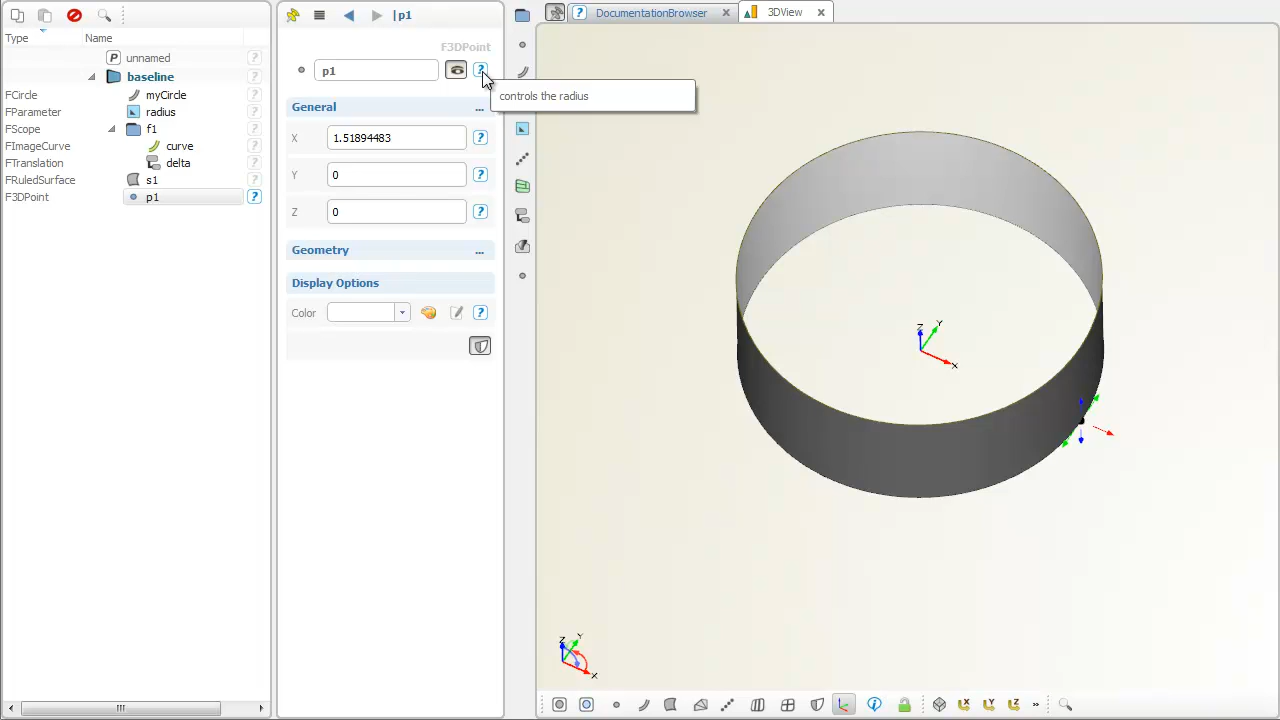 |p1
DocumentationBrowser
3DView
Type
Name
F3DPoint
P
unnamed
baseline
p1
controls the radius
FCircle
myCircle
General
...
FParameter
radius
FScope
f1
X
1.51894483
FImageCurve
curve
FTranslation
delta
Y
0
FRuledSurface
s1
F3DPoint
p1
Z
0
Geometry
...
Display Options
Color
Z
Y
X
Z
Y
X
X
Y
Z
»